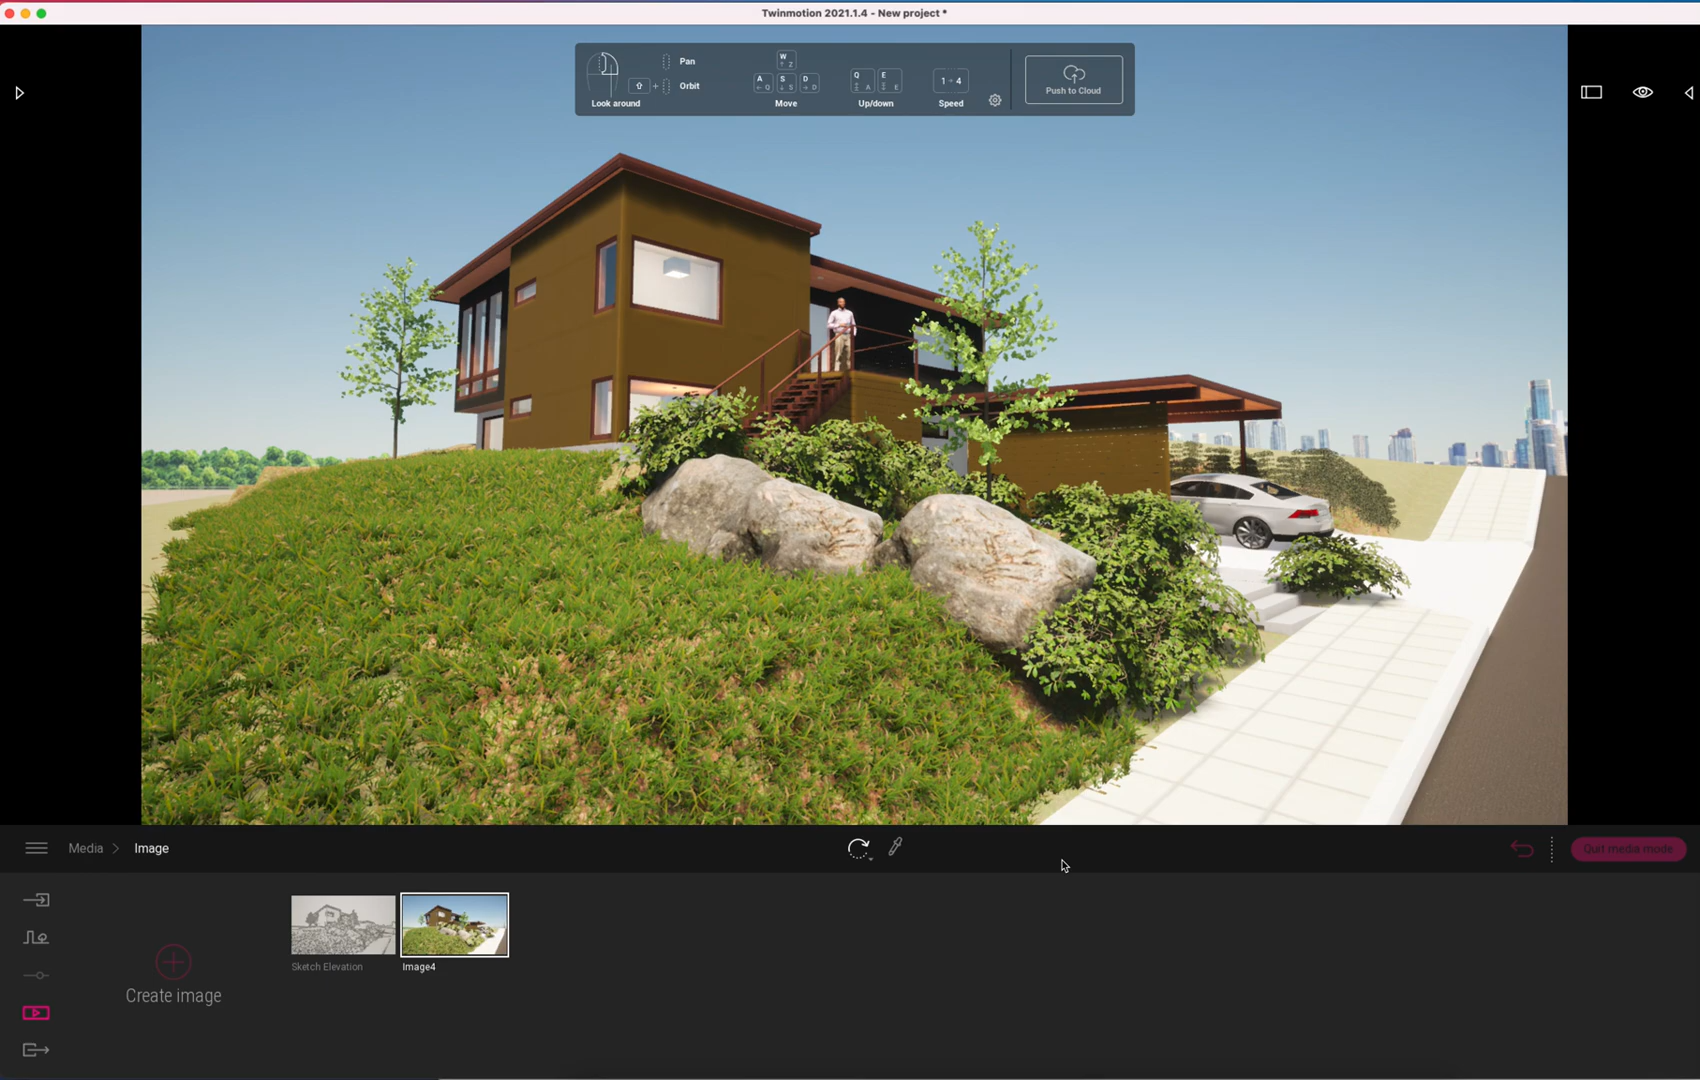 Twinmotion 2021.1.4 - New project *
Pan
⇧ + Orbit
Look around
W
↑ Z
A S D
← Q ↓ S → D
Move
Q E
A E
Up/down
1 → 4
Speed
Push to Cloud
Media > Image
Quit media mode
Create image
Sketch Elevation
Image4